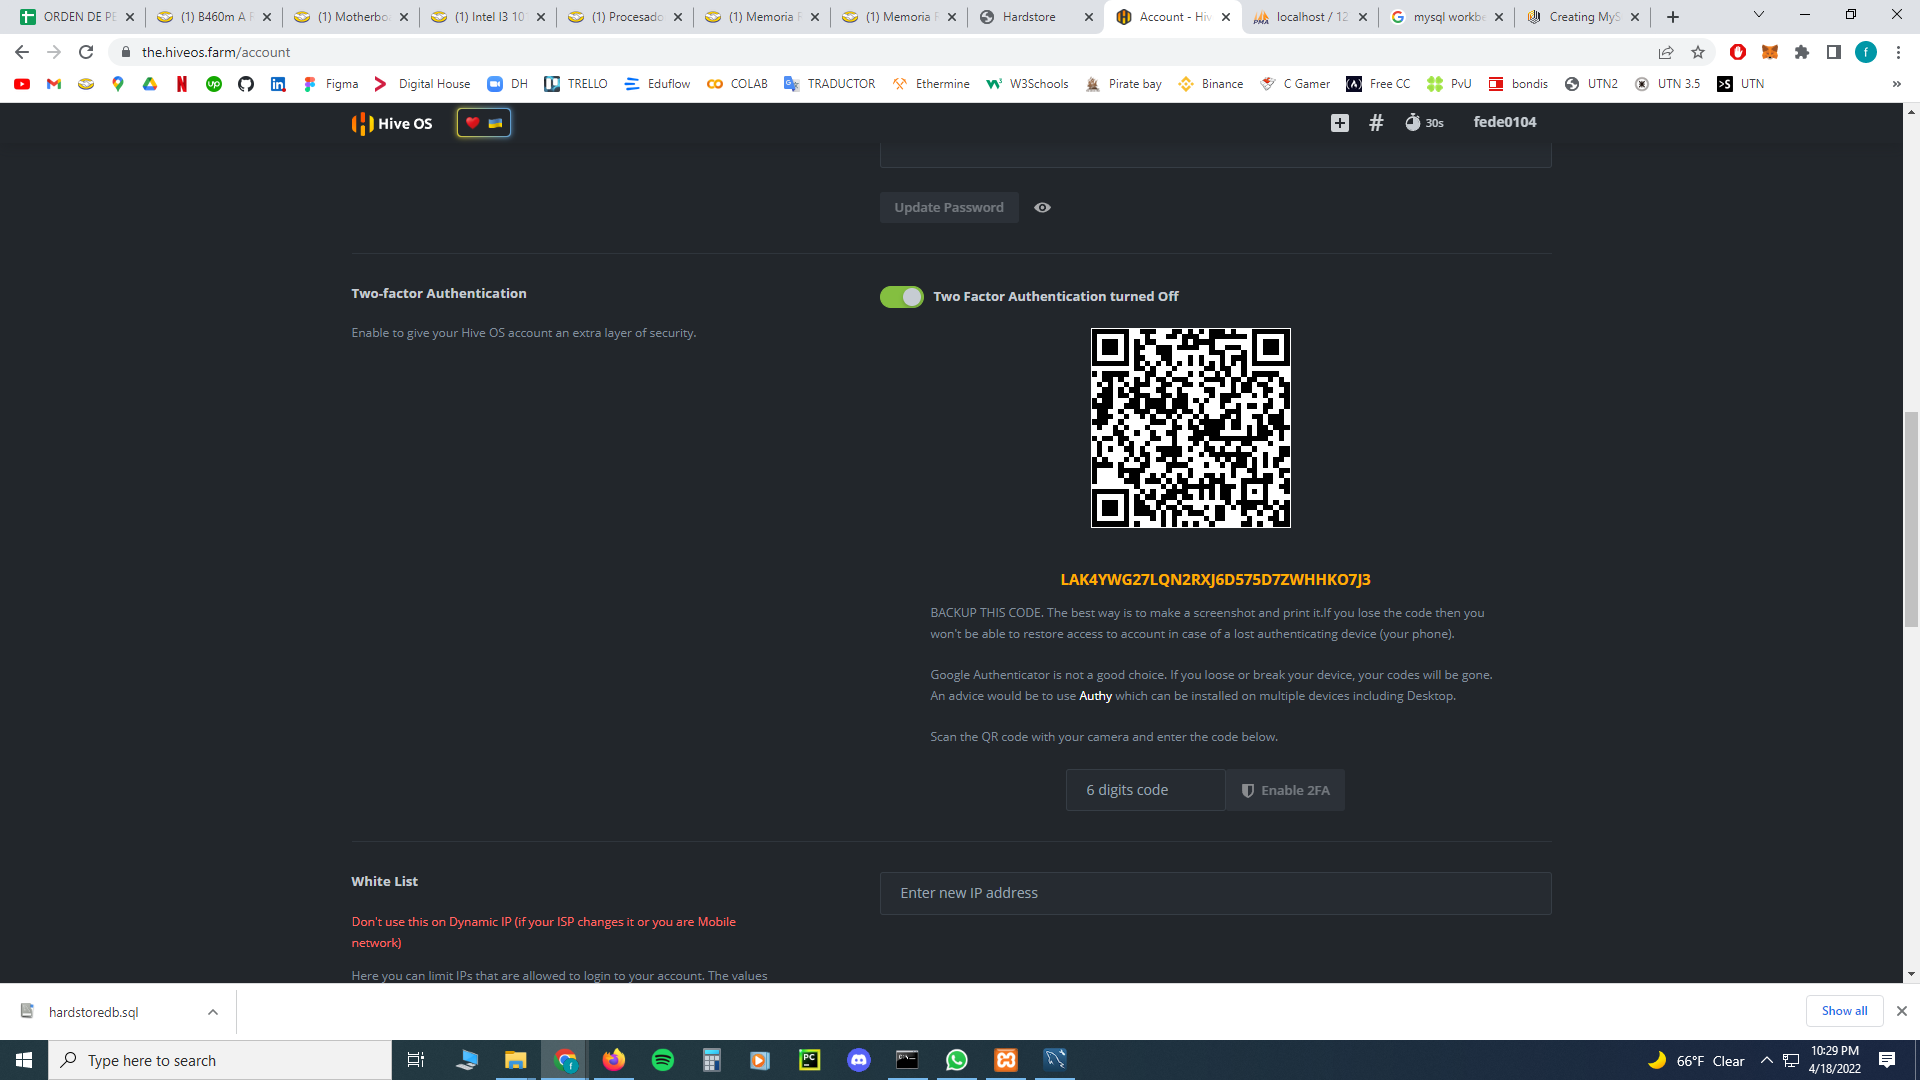 ORDEN DE PE
(1) B460m A P
(1) Motherbo
(1) Intel I3 10
(1) Procesado
(1) Memoria R
(1) Memoria R
Hardstore
Account - Hiv
localhost / 12
mysql workbe
Creating MyS
the.hiveos.farm/account
Figma
Digital House
DH
TRELLO
Eduflow
COLAB
TRADUCTOR
Ethermine
W3Schools
Pirate bay
Binance
C Gamer
Free CC
PvU
bondis
UTN2
UTN 3.5
UTN
Hive OS
30s
fede0104
Update Password
Two-factor Authentication
Two Factor Authentication turned Off
Enable to give your Hive OS account an extra layer of security.
LAK4YWG27LQN2RXJ6D575D7ZWHHKO7J3
BACKUP THIS CODE. The best way is to make a screenshot and print it.If you lose the code then you
won't be able to restore access to account in case of a lost authenticating device (your phone).
Google Authenticator is not a good choice. If you loose or break your device, your codes will be gone.
An advice would be to use Authy which can be installed on multiple devices including Desktop.
Scan the QR code with your camera and enter the code below.
6 digits code
Enable 2FA
White List
Enter new IP address
Don't use this on Dynamic IP (if your ISP changes it or you are Mobile
network)
Here you can limit IPs that are allowed to login to your account. The values
hardstoredb.sql
Show all
Type here to search
66°F Clear
10:29 PM
4/18/2022